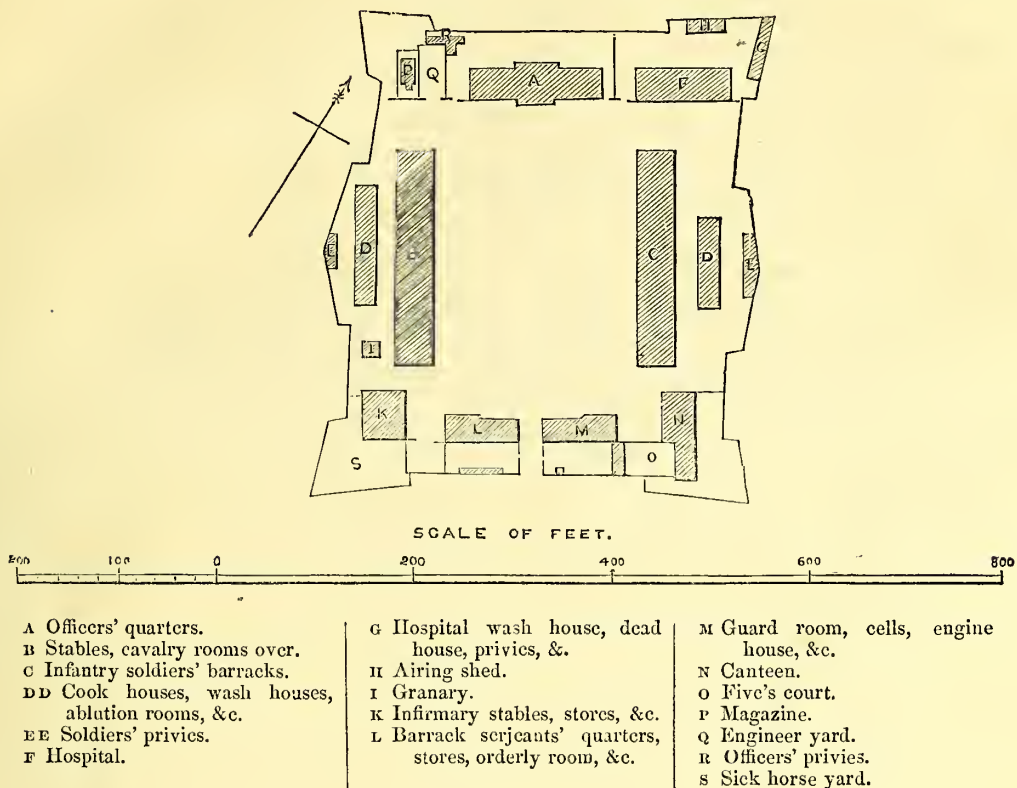 R
H
G
P
Q
A
F
E
D
B
C
D
E
I
K
L
M
N
S
O
SCALE OF FEET.
200 100 0 200 400 600 800
A Officers' quarters.
B Stables, cavalry rooms over.
C Infantry soldiers' barracks.
DD Cook houses, wash houses,
ablution rooms, &c.
EE Soldiers' privies.
F Hospital.
G Hospital wash house, dead
house, privies, &.
H Airing shed.
I Granary.
K Infirmary stables, stores, &c.
L Barrack serjeants' quarters,
stores, orderly room, &c.
M Guard room, cells, engine
house, &c.
N Canteen.
O Five's court.
P Magazine.
Q Engineer yard.
R Officers' privies.
S Sick horse yard.